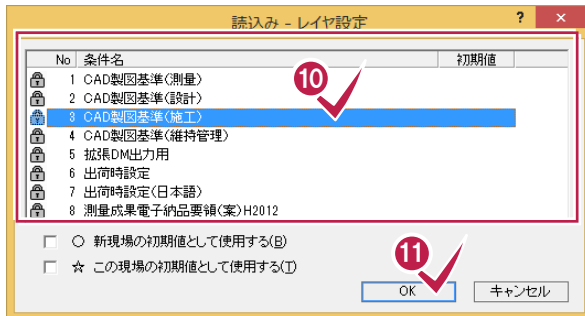 読込み - レイヤ設定 ? ×
No 条件名 初期値
1 CAD製図基準(測量)
2 CAD製図基準(設計)
3 CAD製図基準(施工)
4 CAD製図基準(維持管理)
5 拡張DM出力用
6 出荷時設定
7 出荷時設定(日本語)
8 測量成果電子納品要領(案)H2012
10
○ 新現場の初期値として使用する(B)
☆ この現場の初期値として使用する(T)
11
OK キャンセル